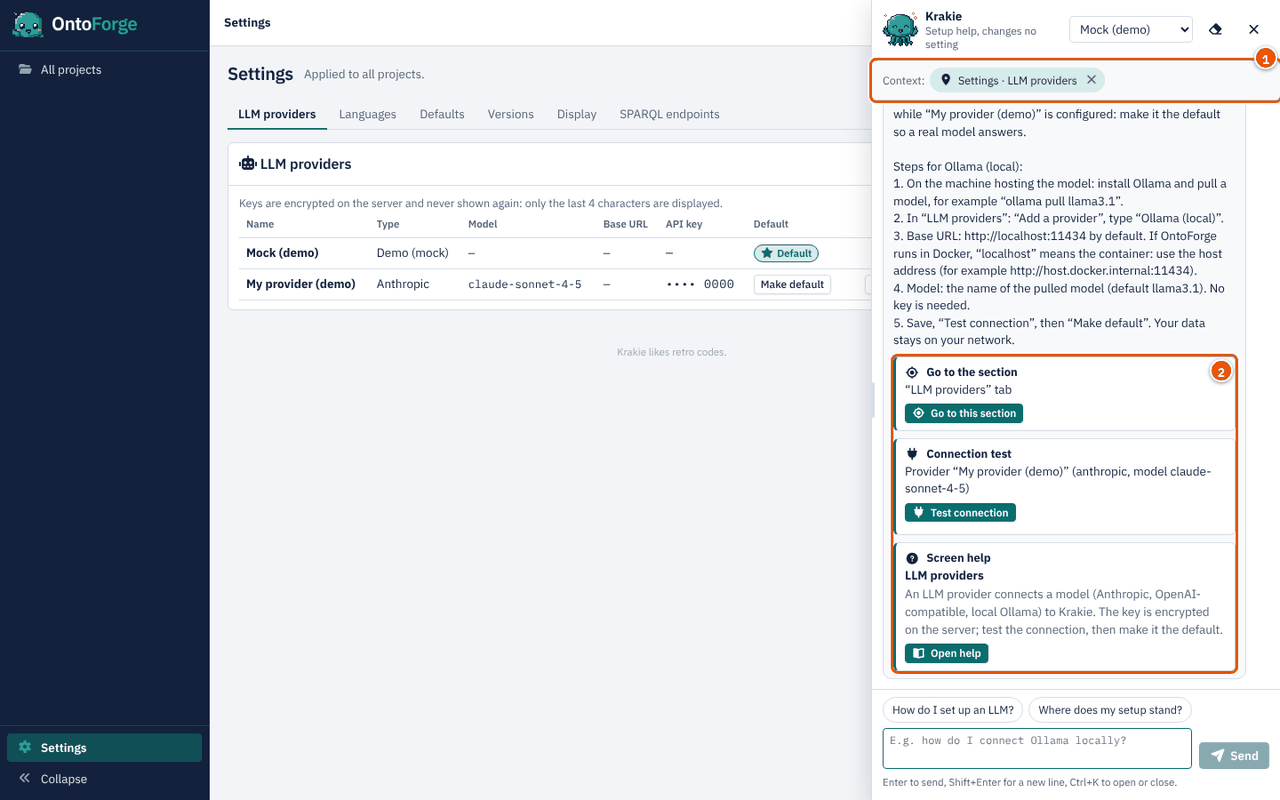 OntoForge
All projects
Settings
Collapse
Settings
Settings Applied to all projects.
LLM providers Languages Defaults Versions Display SPARQL endpoints
LLM providers
Keys are encrypted on the server and never shown again: only the last 4 characters are displayed.
Name Type Model Base URL API key Default
Mock (demo) Demo (mock) – – – Default
My provider (demo) Anthropic claude-sonnet-4-5 – •••• 0000 Make default
Krakie likes retro codes.
Krakie
Setup help, changes no
setting
Mock (demo)
1
Context: Settings · LLM providers
while “My provider (demo)” is configured: make it the default
so a real model answers.
Steps for Ollama (local):
1. On the machine hosting the model: install Ollama and pull a
model, for example “ollama pull llama3.1”.
2. In “LLM providers”: “Add a provider”, type “Ollama (local)”.
3. Base URL: http://localhost:11434 by default. If OntoForge
runs in Docker, “localhost” means the container: use the host
address (for example http://host.docker.internal:11434).
4. Model: the name of the pulled model (default llama3.1). No
key is needed.
5. Save, “Test connection”, then “Make default”. Your data
stays on your network.
2
Go to the section
“LLM providers” tab
Go to this section
Connection test
Provider “My provider (demo)” (anthropic, model claude-
sonnet-4-5)
Test connection
Screen help
LLM providers
An LLM provider connects a model (Anthropic, OpenAI-
compatible, local Ollama) to Krakie. The key is encrypted
on the server; test the connection, then make it the default.
Open help
How do I set up an LLM? Where does my setup stand?
E.g. how do I connect Ollama locally?
Send
Enter to send, Shift+Enter for a new line, Ctrl+K to open or close.